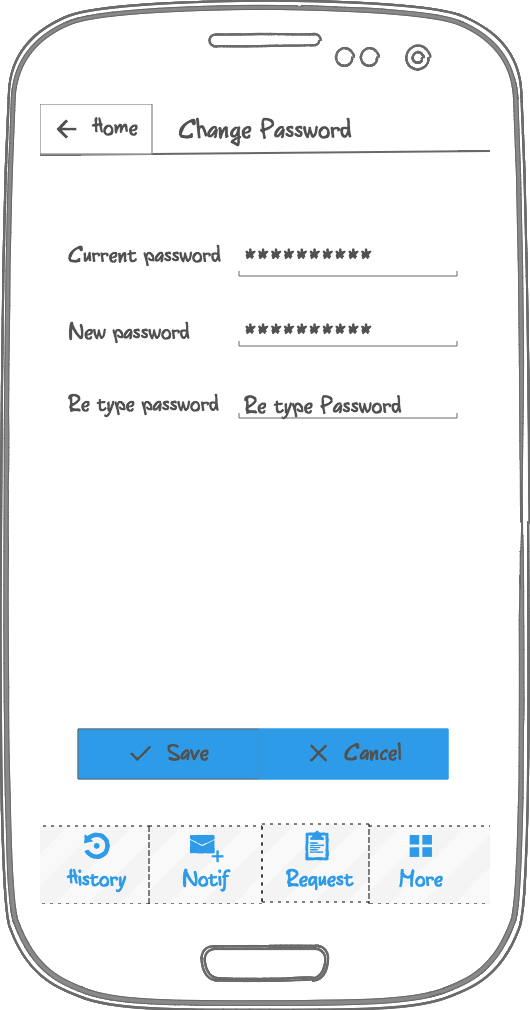 Home Change Password
Current password **********
New password **********
Re type password Re type Password
Save Cancel
History Notif Request More